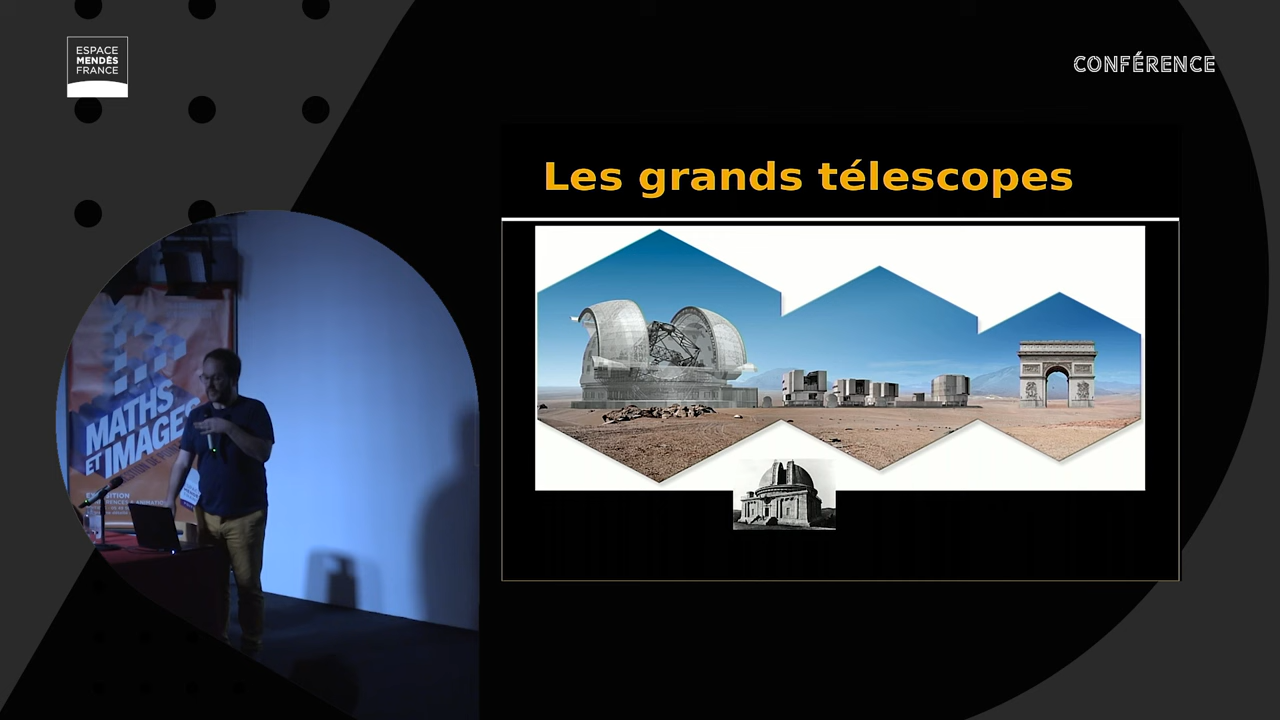 ESPACE
MENDÈS
FRANCE
CONFÉRENCE
Les grands télescopes
MATHS
ET IMAGES